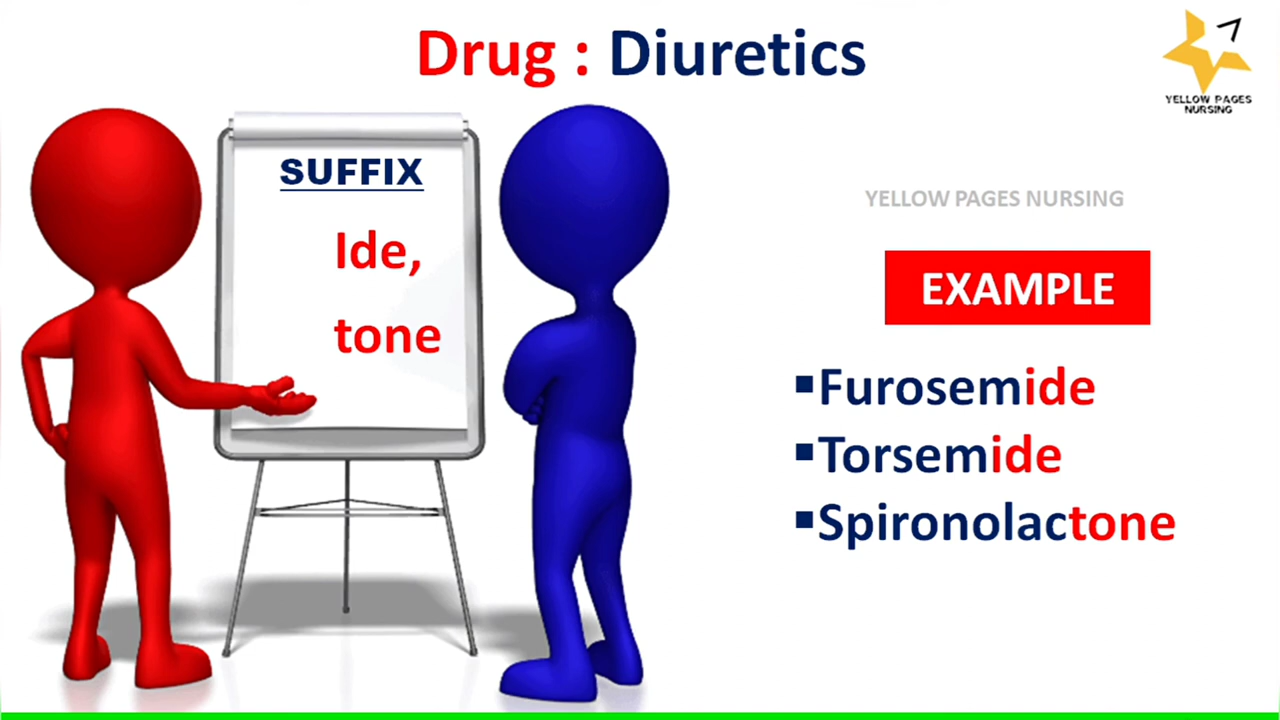 Drug : Diuretics
YELLOW PAGES
NURSING
SUFFIX
Ide,
tone
YELLOW PAGES NURSING
EXAMPLE
▪Furosemide
▪Torsemide
▪Spironolactone